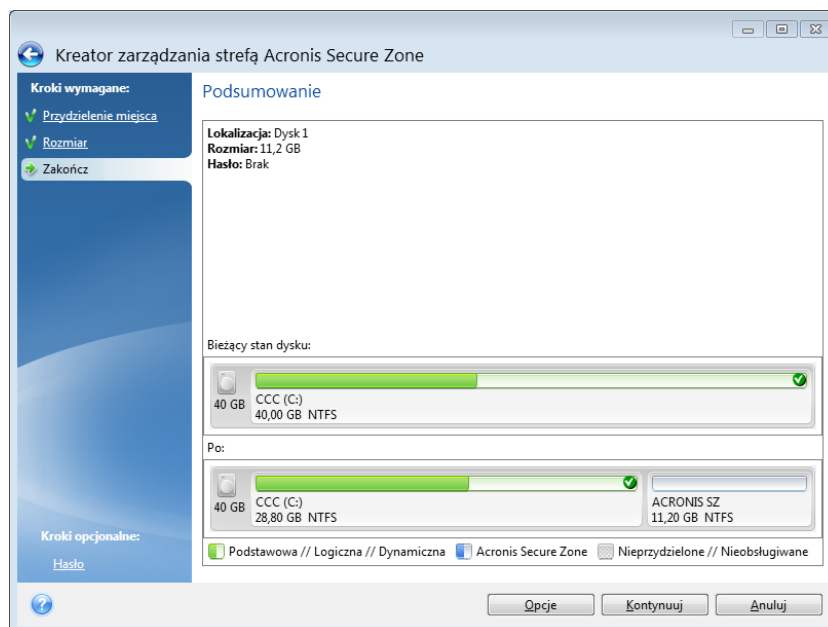 Kreator zarządzania strefą Acronis Secure Zone
Kroki wymagane:
Przydzielenie miejsca
Rozmiar
Zakończ
Kroki opcjonalne:
Hasło
Podsumowanie
Lokalizacja: Dysk 1
Rozmiar: 11,2 GB
Hasło: Brak
Bieżący stan dysku:
40 GB
CCC (C:)
40,00 GB NTFS
Po:
40 GB
CCC (C:)
28,80 GB NTFS
ACRONIS SZ
11,20 GB NTFS
Podstawowa // Logiczna // Dynamiczna
Acronis Secure Zone
Nieprzydzielone // Nieobsługiwane
Opcje
Kontynuuj
Anuluj